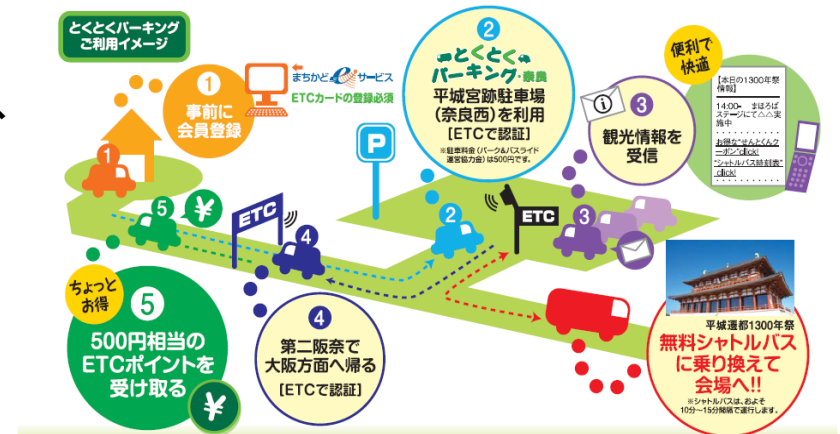 とくとくパーキング
ご利用イメージ
1
事前に
会員登録
まちかどeサービス
ETCカードの登録必須
2
とくとく
パーキング・奈良
平城宮跡駐車場
(奈良西)を利用
[ETCで認証]
※駐車料金(パーク&バスライド
運営協力金)は500円です。
i
3
観光情報を
受信
便利で
快適
【本日の1300年祭
情報】
14:00・ まほろば
ステージにて△△実
施中
お得な"せんとくんク
ーポン"click!
"シャトルバス時刻表"
click!
1
P
5
¥
ETC
4
2
ETC
3
ちょっと
お得
5
500円相当の
ETCポイントを
受け取る
¥
4
第二阪奈で
大阪方面へ帰る
[ETCで認証]
平城遷都1300年祭
無料シャトルバス
に乗り換えて
会場へ!!
※シャトルバスは、およそ
10分〜15分間隔で運行します。